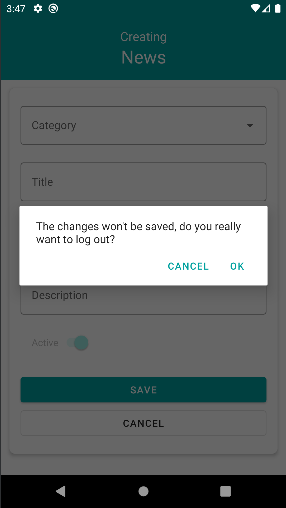 3:47
Creating
News
Category
Title
The changes won't be saved, do you really
want to log out?
CANCEL OK
Description
Active
SAVE
CANCEL